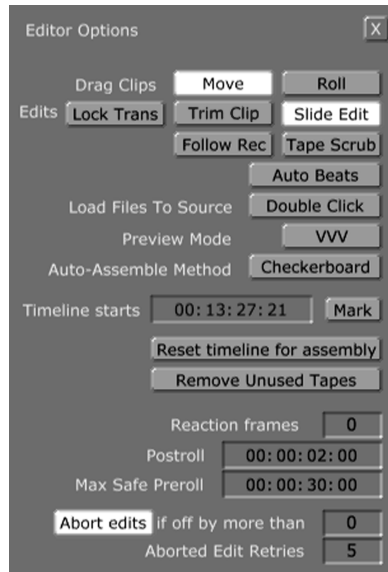 Editor Options X
Drag Clips Move Roll
Edits Lock Trans Trim Clip Slide Edit
Follow Rec Tape Scrub
Auto Beats
Load Files To Source Double Click
Preview Mode VVV
Auto-Assemble Method Checkerboard
Timeline starts 00:13:27:21 Mark
Reset timeline for assembly
Remove Unused Tapes
Reaction frames 0
Postroll 00:00:02:00
Max Safe Preroll 00:00:30:00
Abort edits if off by more than 0
Aborted Edit Retries 5